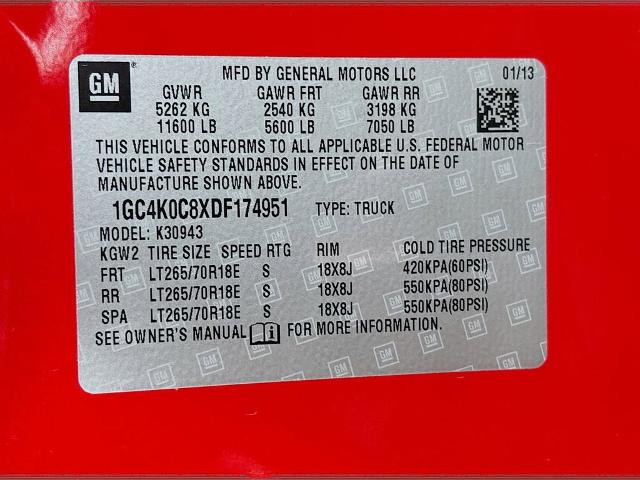 GM
MFD BY GENERAL MOTORS LLC 01/13
GVWR GAWR FRT GAWR RR
5262 KG 2540 KG 3198 KG
11600 LB 5600 LB 7050 LB
THIS VEHICLE CONFORMS TO ALL APPLICABLE U.S. FEDERAL MOTOR
VEHICLE SAFETY STANDARDS IN EFFECT ON THE DATE OF
MANUFACTURE SHOWN ABOVE.
1GC4K0C8XDF174951 TYPE: TRUCK
MODEL: K30943
KGW2 TIRE SIZE SPEED RTG RIM COLD TIRE PRESSURE
FRT LT265/70R18E S 18X8J 420KPA(60PSI)
RR LT265/70R18E S 18X8J 550KPA(80PSI)
SPA LT265/70R18E S 18X8J 550KPA(80PSI)
SEE OWNER'S MANUAL FOR MORE INFORMATION.